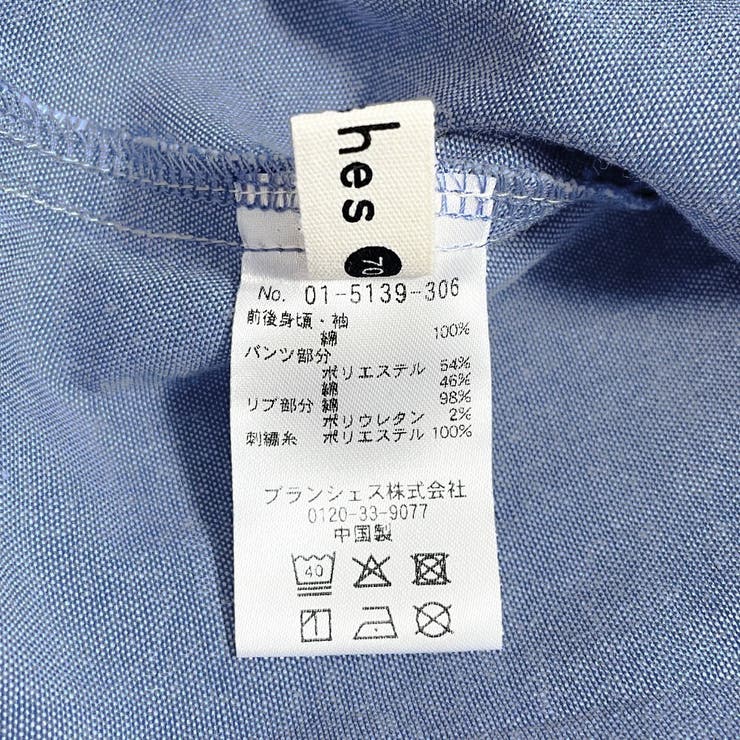 hes
70
No. 01-5139-306
前後身頃・袖
綿 100%
パンツ部分
ポリエステル 54%
綿 46%
リブ部分 綿 98%
ポリウレタン 2%
刺繍糸 ポリエステル 100%
ブランシェス株式会社
0120-33-9077
中国製
40